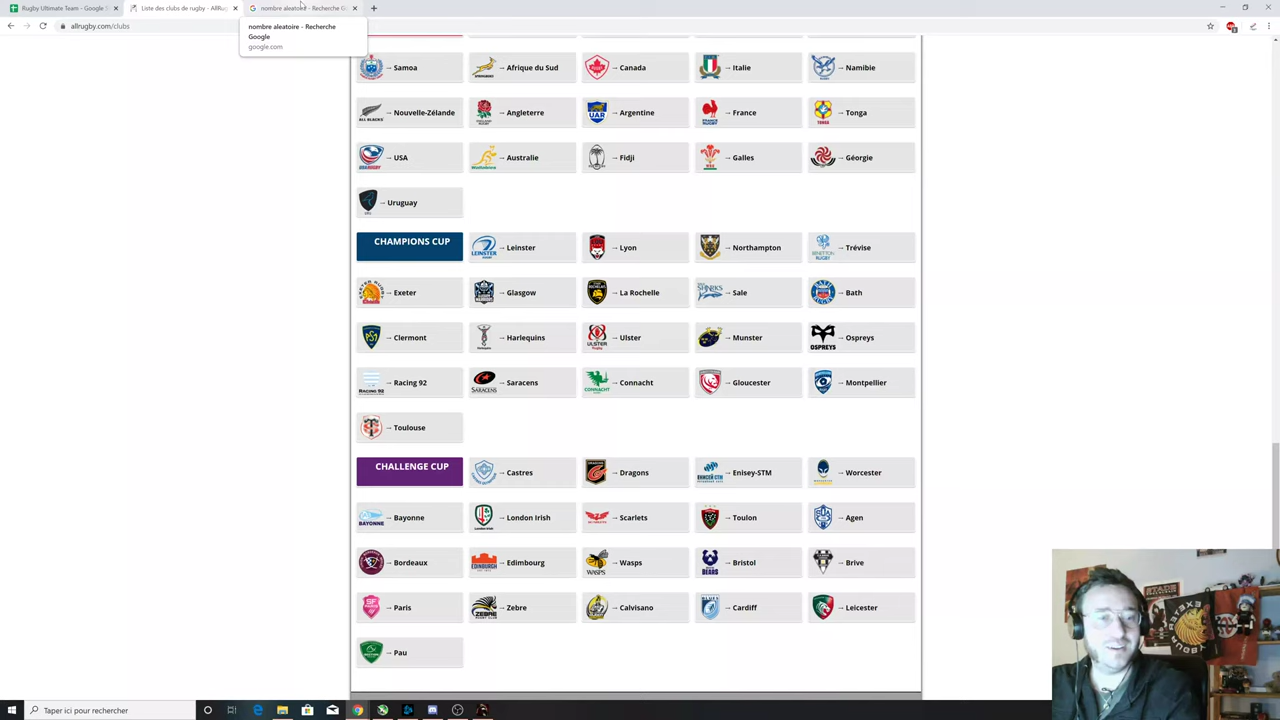 Rugby Ultimate Team - Google S
Liste des clubs de rugby - AllRu
nombre aleatoire - Recherche G
allrugby.com/clubs
nombre aleatoire - Recherche
Google
google.com
Samoa
Afrique du Sud
Canada
Italie
Namibie
Nouvelle-Zélande
Angleterre
Argentine
France
Tonga
USA
Australie
Fidji
Galles
Géorgie
Uruguay
CHAMPIONS CUP
Leinster
Lyon
Northampton
Trévise
Exeter
Glasgow
La Rochelle
Sale
Bath
Clermont
Harlequins
Ulster
Munster
Ospreys
Racing 92
Saracens
Connacht
Gloucester
Montpellier
Toulouse
CHALLENGE CUP
Castres
Dragons
Enisey-STM
Worcester
Bayonne
London Irish
Scarlets
Toulon
Agen
Bordeaux
Edimbourg
Wasps
Bristol
Brive
Paris
Zebre
Calvisano
Cardiff
Leicester
Pau
Taper ici pour rechercher